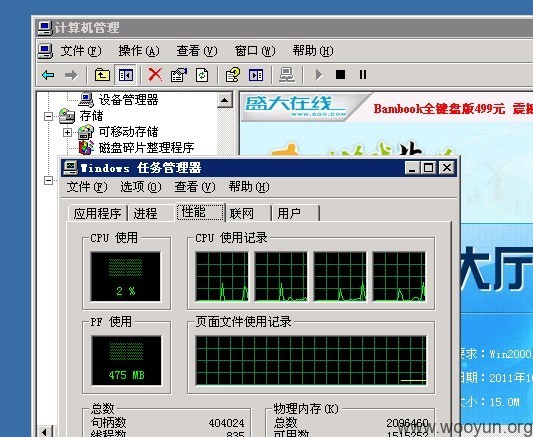 计算机管理
文件(F) 操作(A) 查看(V) 窗口(W) 帮助(H)
设备管理器
存储
可移动存储
磁盘碎片整理程序
盛大在线
www.sdo.com
Bambook全键盘版499元 震撼
Windows 任务管理器
文件(F) 选项(O) 查看(V) 帮助(H)
应用程序 进程 性能 联网 用户
CPU 使用
CPU 使用记录
2 %
PF 使用
页面文件使用记录
475 MB
大厅
要求：Win2000
日期：2011年10
大小：15.0M
总数
物理内存(K)
句柄数 404024
总数 2096460
线程数 835
可用数 1515252
www.wooyun.org